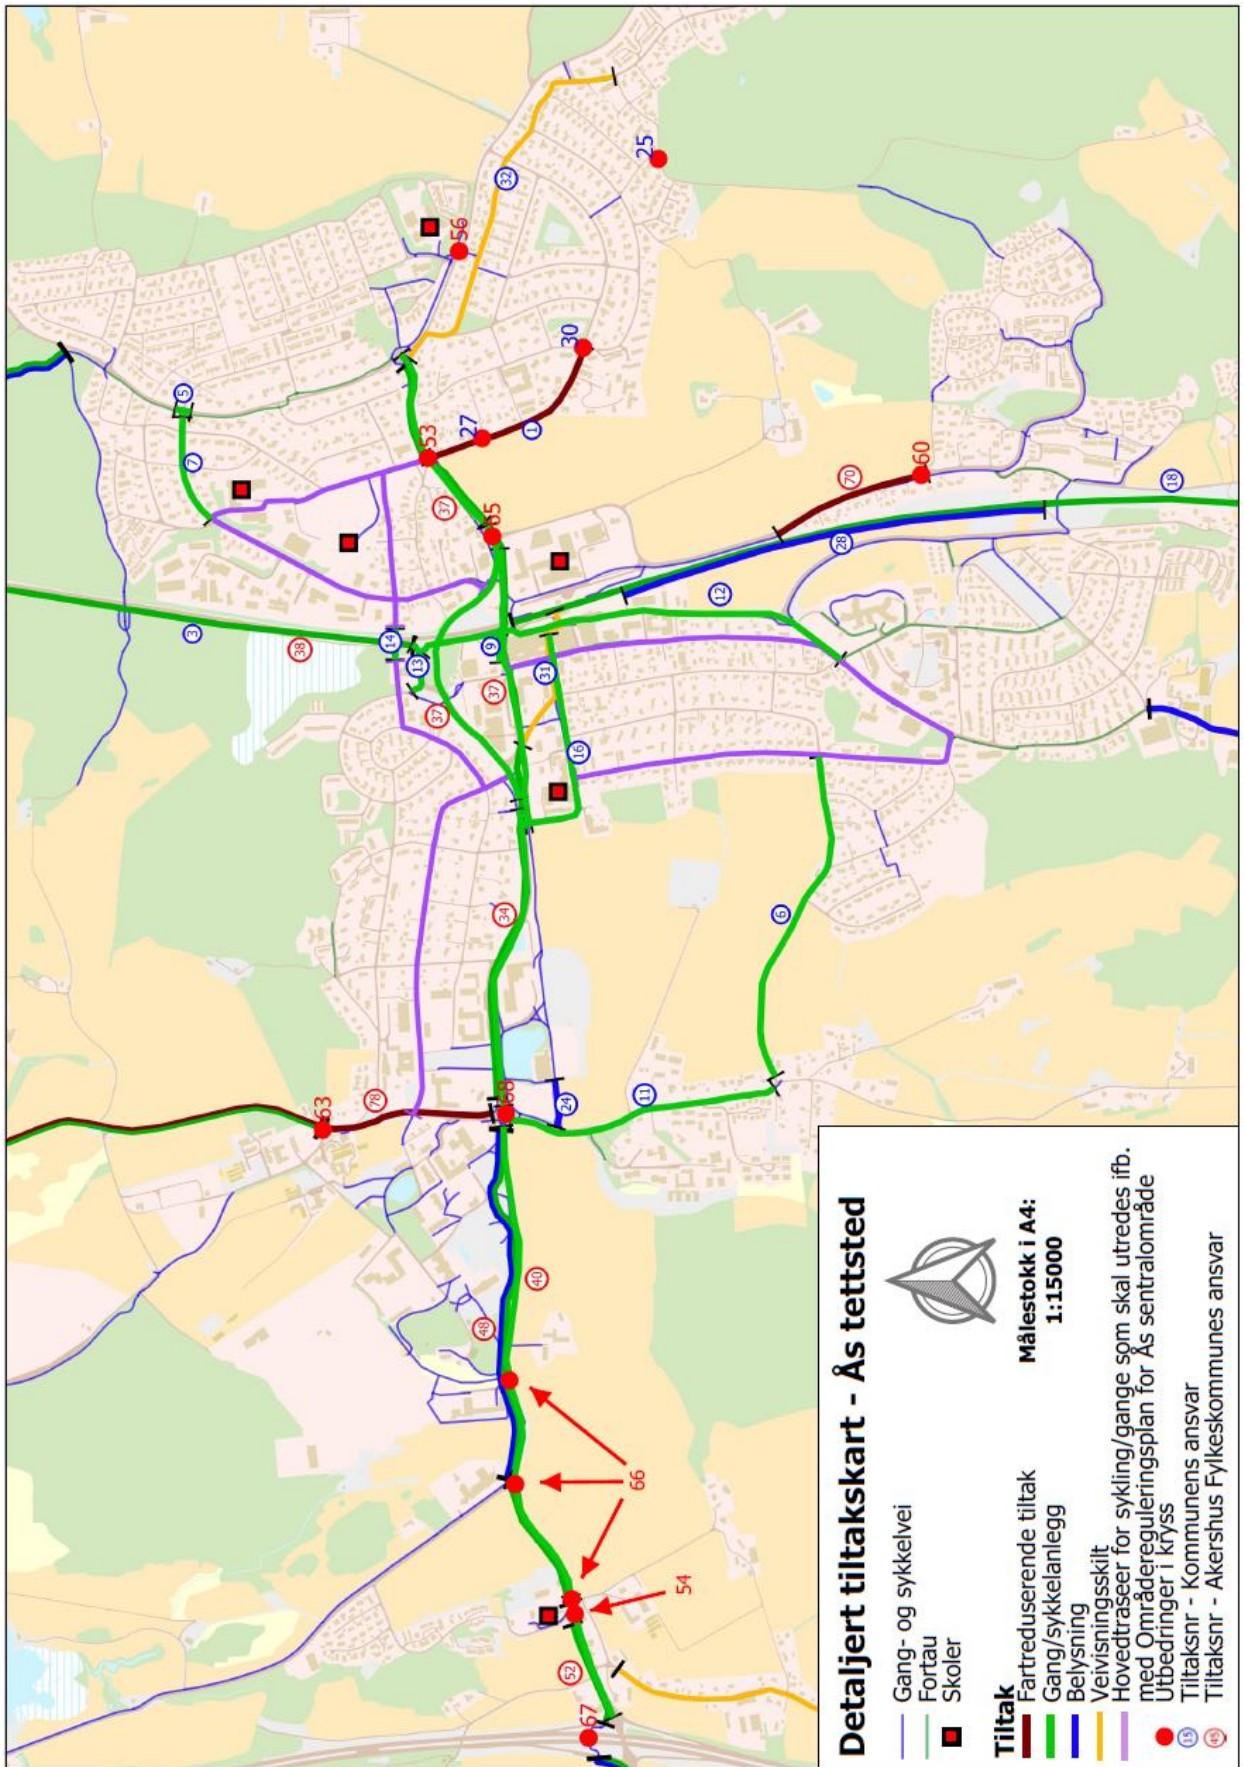 3
7
5
38
63
78
14
13
53
37
37
56
27
48
9
37
65
34
68
32
1
40
31
24
30
52
16
67
66
11
25
54
12
6
28
70
60
18
Detaljert tiltakskart - Ås tettsted
Gang- og sykkelvei
Fortau
Skoler
Målestokk i A4:
1:15000
Tiltak
Fartreduserende tiltak
Gang/sykkelanlegg
Belysning
Veivisningsskilt
Hovedtraseer for sykling/gange som skal utredes ifb.
med Områdereguleringsplan for Ås sentralområde
Utbedringer i kryss
15 Tiltaksnr - Kommunens ansvar
45 Tiltaksnr - Akershus Fylkeskommunes ansvar